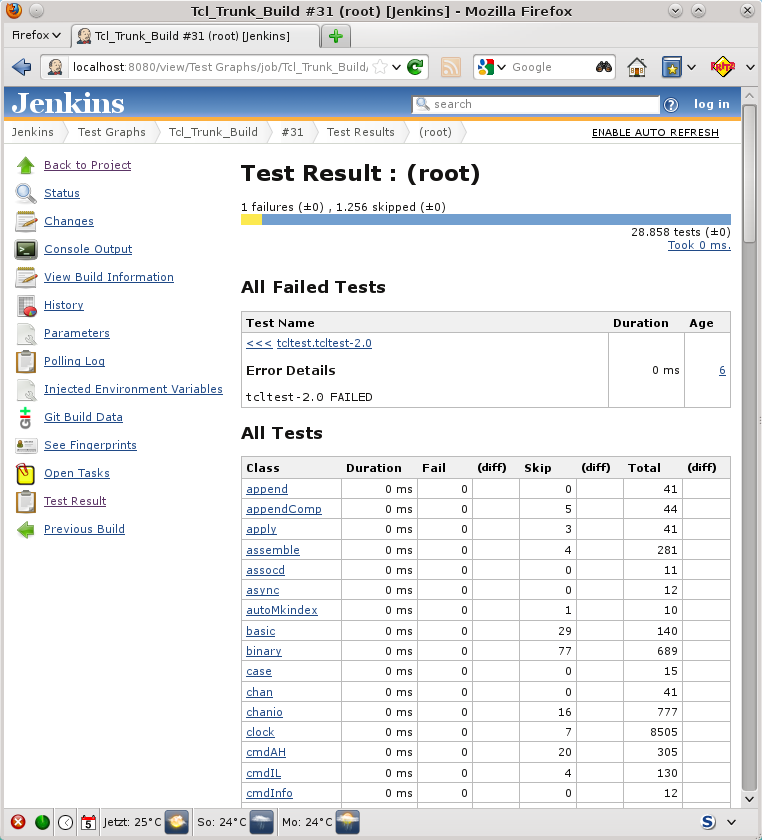 Tcl_Trunk_Build #31 (root) [Jenkins] - Mozilla Firefox
Firefox
Tcl_Trunk_Build #31 (root) [Jenkins]
localhost:8080/view/Test Graphs/job/Tcl_Trunk_Build/
Google
Jenkins
search
?
log in
Jenkins Test Graphs Tcl_Trunk_Build #31 Test Results (root)
ENABLE AUTO REFRESH
Back to Project
Status
Changes
Console Output
View Build Information
History
Parameters
Polling Log
Injected Environment Variables
Git Build Data
See Fingerprints
Open Tasks
Test Result
Previous Build
Test Result : (root)
1 failures (±0) , 1.256 skipped (±0)
28.858 tests (±0)
Took 0 ms.
All Failed Tests
Test Name Duration Age
<<< tcltest.tcltest-2.0
Error Details
0 ms 6
tcltest-2.0 FAILED
All Tests
Class Duration Fail (diff) Skip (diff) Total (diff)
append 0 ms 0 0 41
appendComp 0 ms 0 5 44
apply 0 ms 0 3 41
assemble 0 ms 0 4 281
assocd 0 ms 0 0 11
async 0 ms 0 0 12
autoMkindex 0 ms 0 1 10
basic 0 ms 0 29 140
binary 0 ms 0 77 689
case 0 ms 0 0 15
chan 0 ms 0 0 41
chanio 0 ms 0 16 777
clock 0 ms 0 7 8505
cmdAH 0 ms 0 20 305
cmdIL 0 ms 0 4 130
cmdInfo 0 ms 0 0 12
5 Jetzt: 25°C So: 24°C Mo: 24°C S